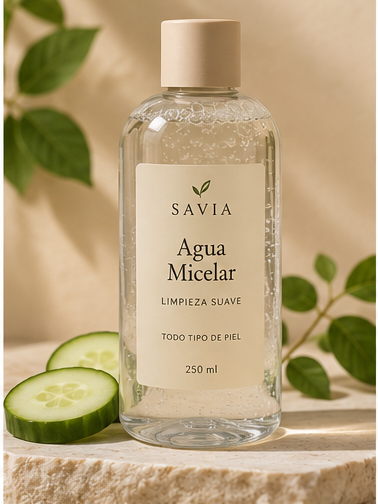 SAVIA
Agua
Micelar
LIMPIEZA SUAVE
TODO TIPO DE PIEL
250 ml